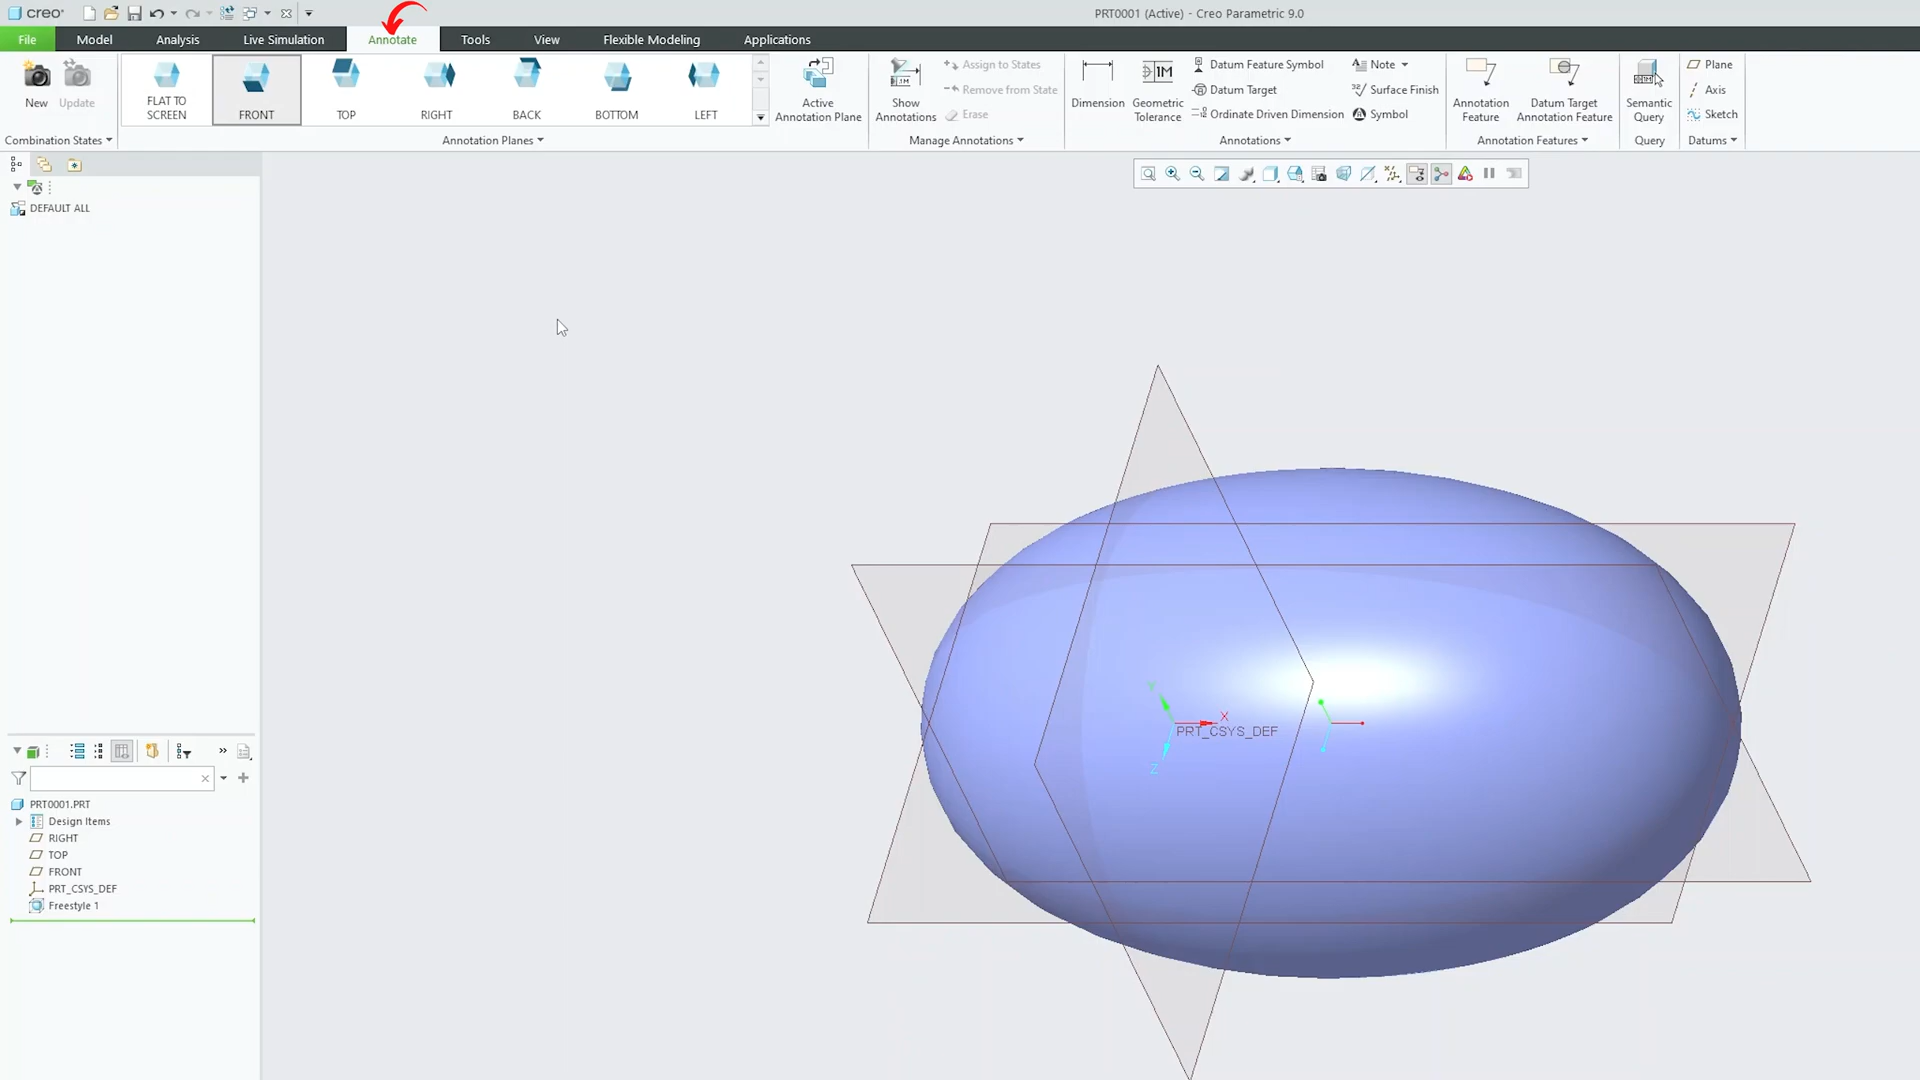 creo
PRT0001 (Active) - Creo Parametric 9.0
File Model Analysis Live Simulation Annotate Tools View Flexible Modeling Applications
New
Update
Combination States
FLAT TO SCREEN
FRONT
TOP
RIGHT
BACK
BOTTOM
LEFT
Annotation Planes
Active
Annotation Plane
Show
Annotations
Assign to States
Remove from State
Erase
Manage Annotations
Dimension
Geometric
Tolerance
Datum Feature Symbol
Datum Target
Ordinate Driven Dimension
Note
Surface Finish
Symbol
Annotations
Annotation
Feature
Datum Target
Annotation Feature
Annotation Features
Semantic
Query
Query
Plane
Axis
Sketch
Datums
DEFAULT ALL
PRT0001.PRT
Design Items
RIGHT
TOP
FRONT
PRT_CSYS_DEF
Freestyle 1
Y
X
PRT_CSYS_DEF
Z